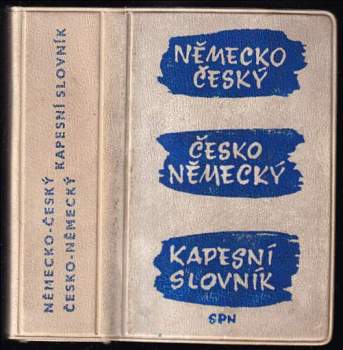 NĚMECKO-ČESKÝ
ČESKO-NĚMECKÝ
KAPESNÍ SLOVNÍK
NĚMECKO
ČESKÝ
ČESKO
NĚMECKÝ
KAPESNÍ
SLOVNÍK
SPN